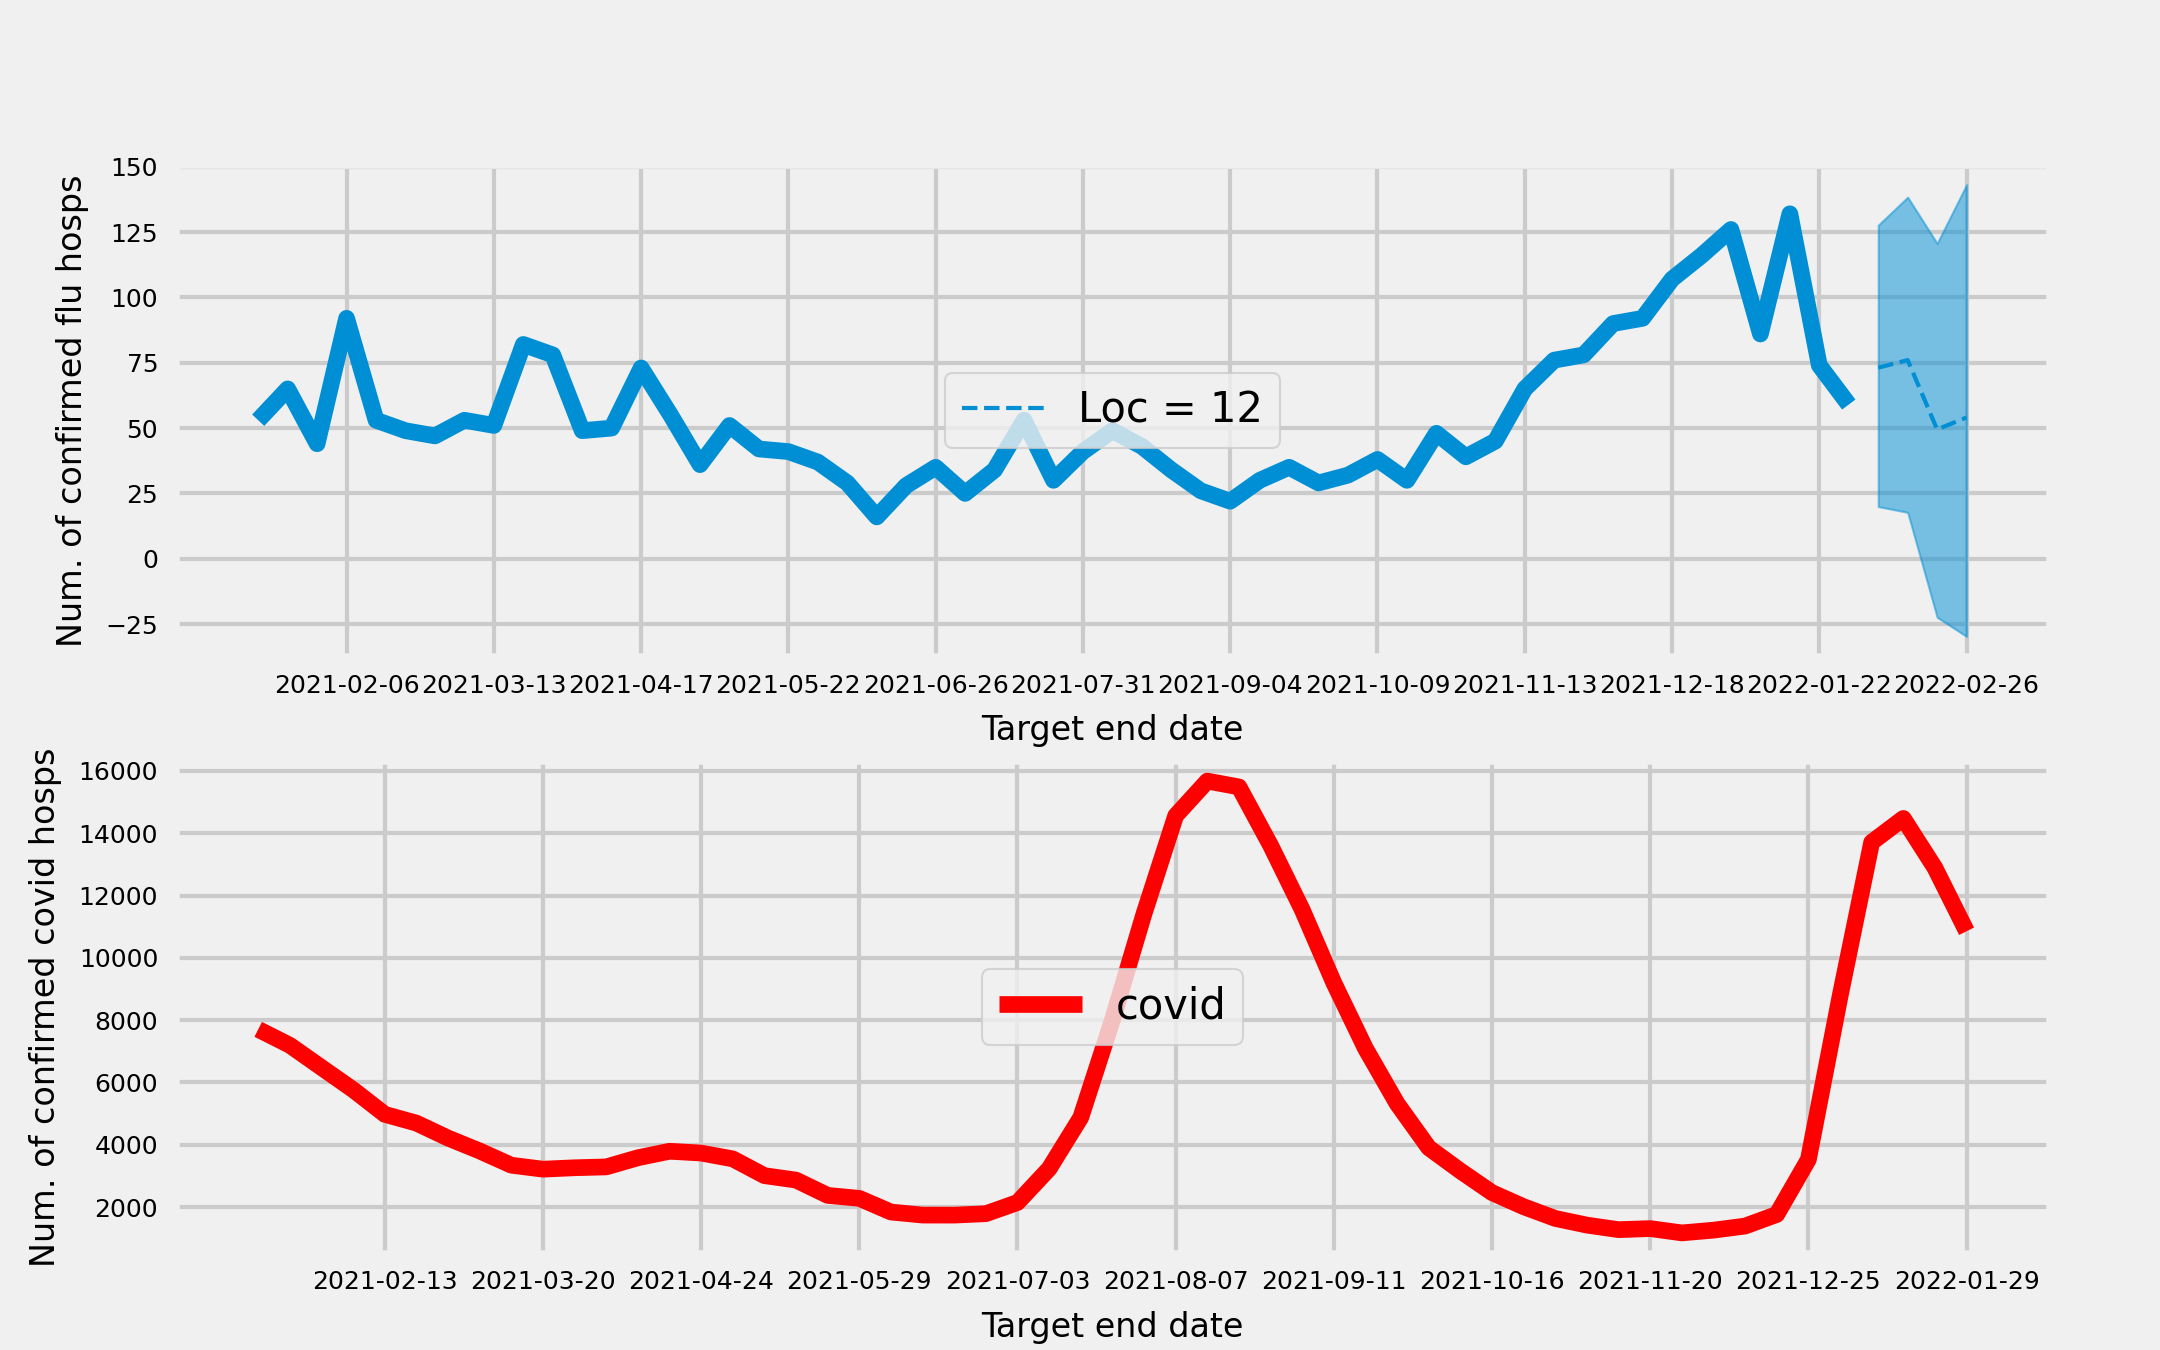 Num. of confirmed flu hosps
150
125
100
75
50
25
0
−25
Loc = 12
2021-02-06 2021-03-13 2021-04-17 2021-05-22 2021-06-26 2021-07-31 2021-09-04 2021-10-09 2021-11-13 2021-12-18 2022-01-22 2022-02-26
Target end date
Num. of confirmed covid hosps
16000
14000
12000
10000
8000
6000
4000
2000
covid
2021-02-13 2021-03-20 2021-04-24 2021-05-29 2021-07-03 2021-08-07 2021-09-11 2021-10-16 2021-11-20 2021-12-25 2022-01-29
Target end date